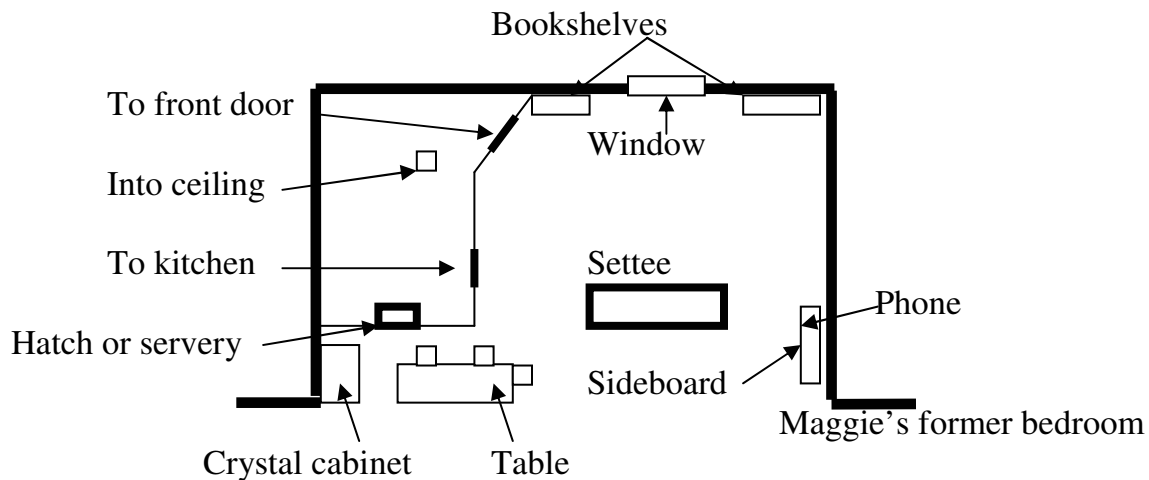 Bookshelves
To front door
Window
Into ceiling
To kitchen
Settee
Phone
Hatch or servery
Sideboard
Maggie’s former bedroom
Crystal cabinet
Table